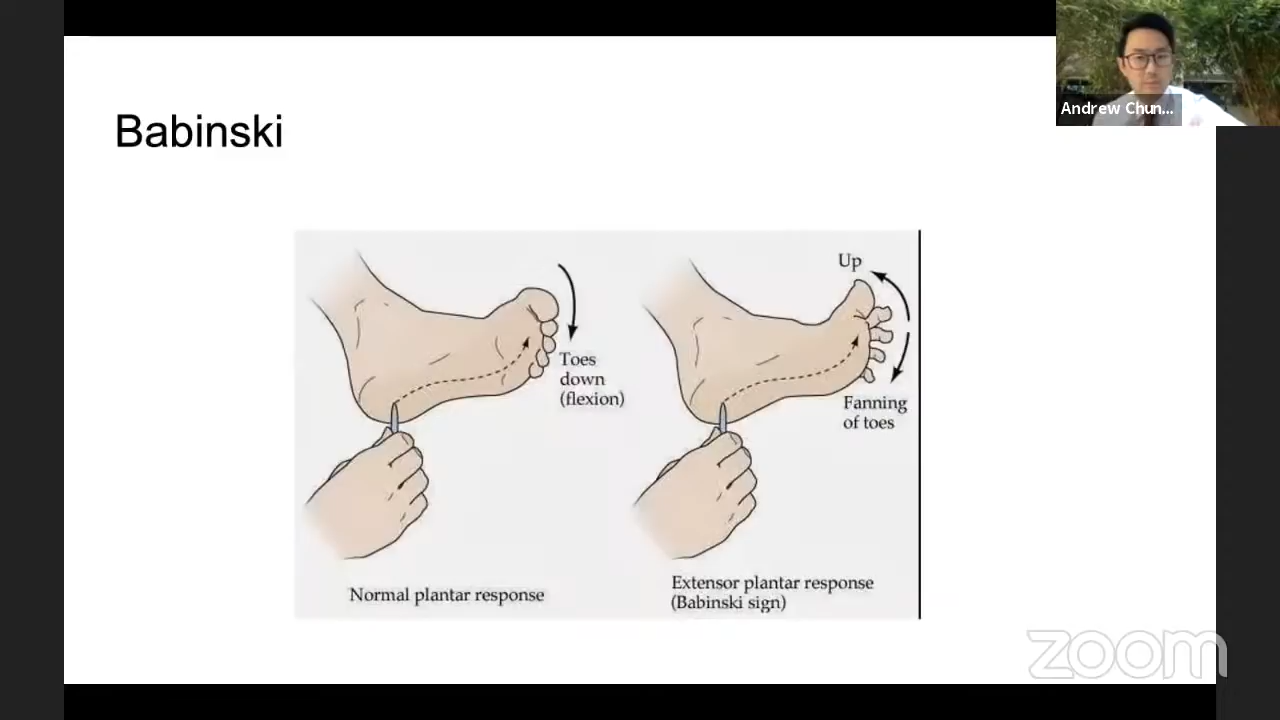 Babinski
Andrew Chun...
Toes
down
(flexion)
Normal plantar response
Up
Fanning
of toes
Extensor plantar response
(Babinski sign)
zoom